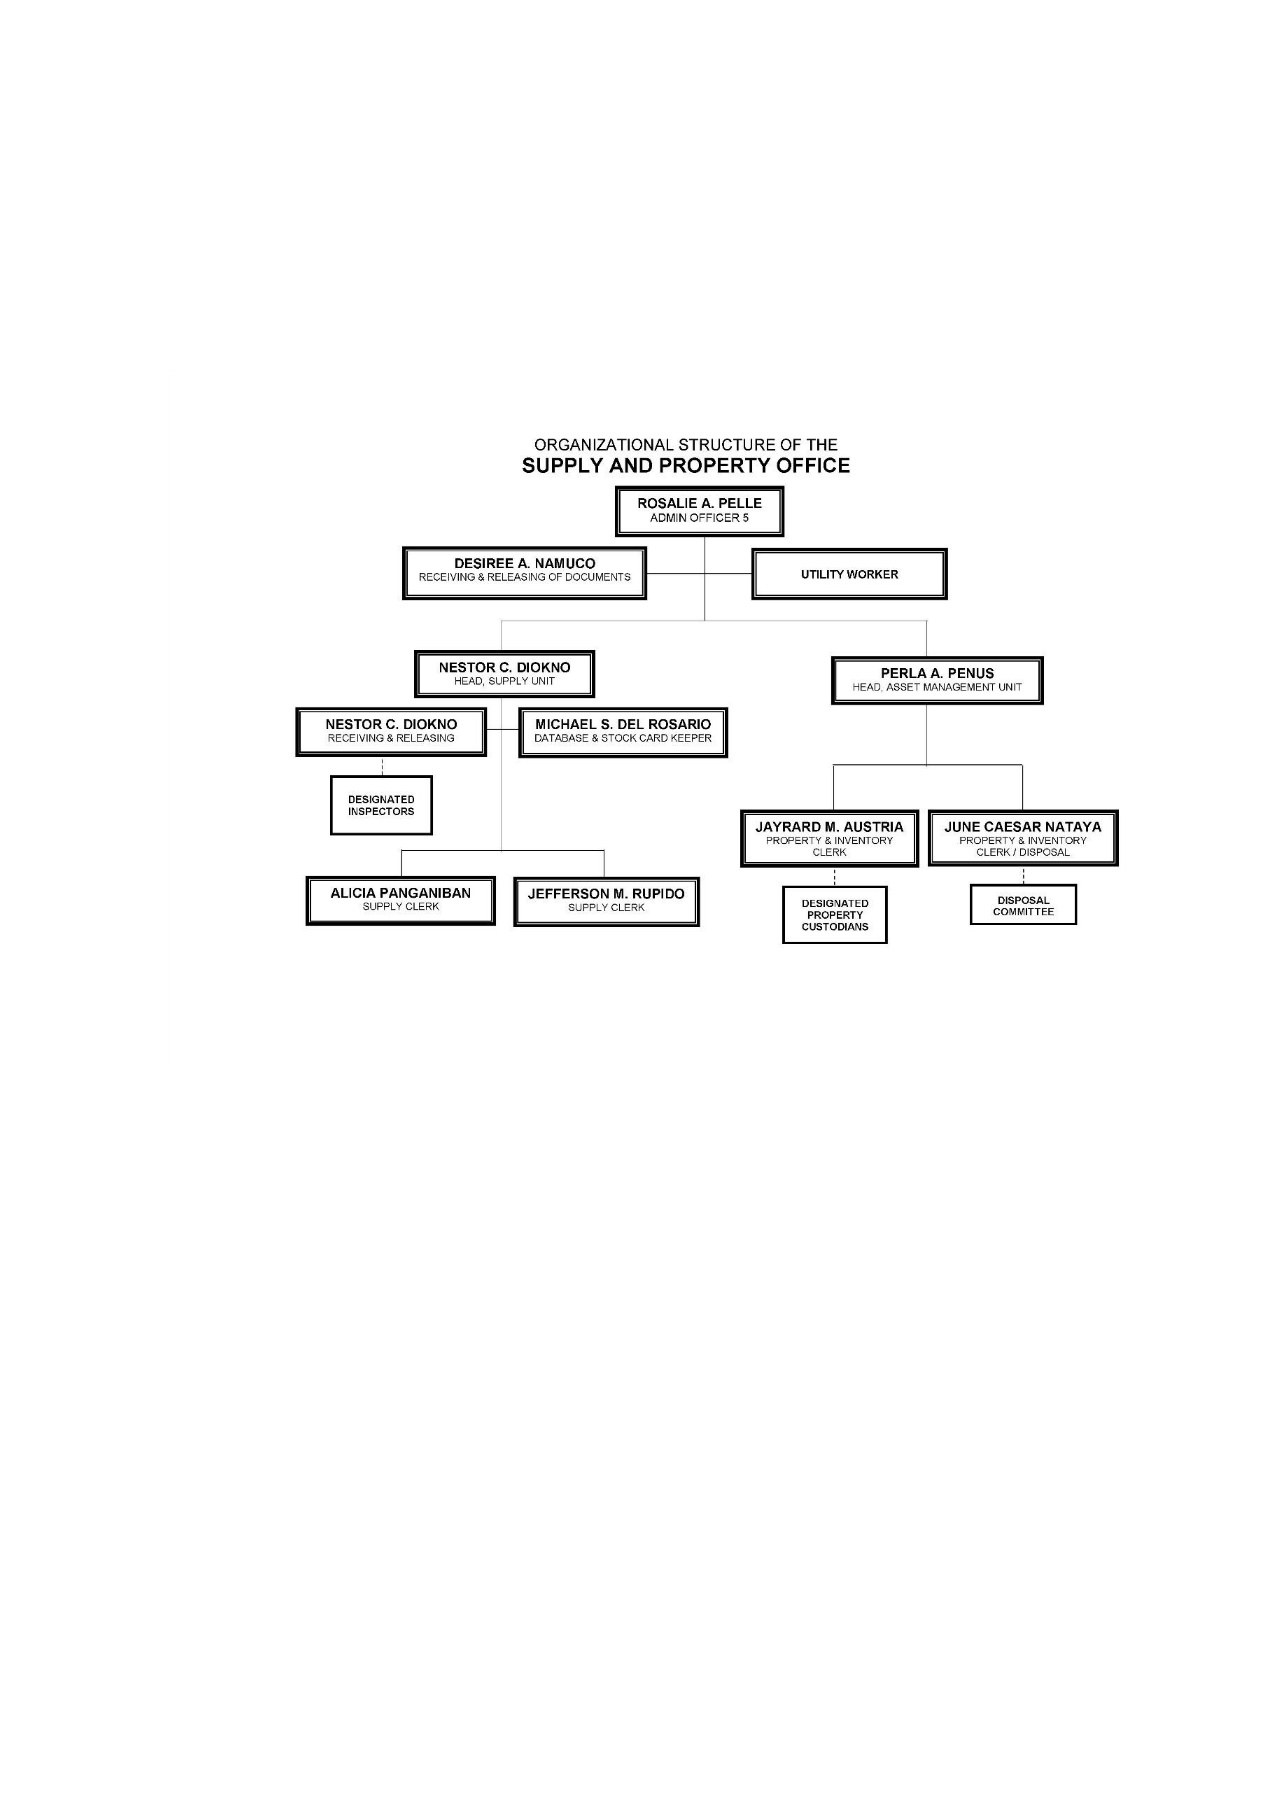 ORGANIZATIONAL STRUCTURE OF THE
SUPPLY AND PROPERTY OFFICE
ROSALIE A. PELLE
ADMIN OFFICER 5
DESIREE A. NAMUCO
RECEIVING & RELEASING OF DOCUMENTS
UTILITY WORKER
NESTOR C. DIOKNO
HEAD, SUPPLY UNIT
PERLA A. PENUS
HEAD, ASSET MANAGEMENT UNIT
NESTOR C. DIOKNO
RECEIVING & RELEASING
MICHAEL S. DEL ROSARIO
DATABASE & STOCK CARD KEEPER
DESIGNATED
INSPECTORS
JAYRARD M. AUSTRIA
PROPERTY & INVENTORY
CLERK
JUNE CAESAR NATAYA
PROPERTY & INVENTORY
CLERK / DISPOSAL
ALICIA PANGANIBAN
SUPPLY CLERK
JEFFERSON M. RUPIDO
SUPPLY CLERK
DESIGNATED
PROPERTY
CUSTODIANS
DISPOSAL
COMMITTEE